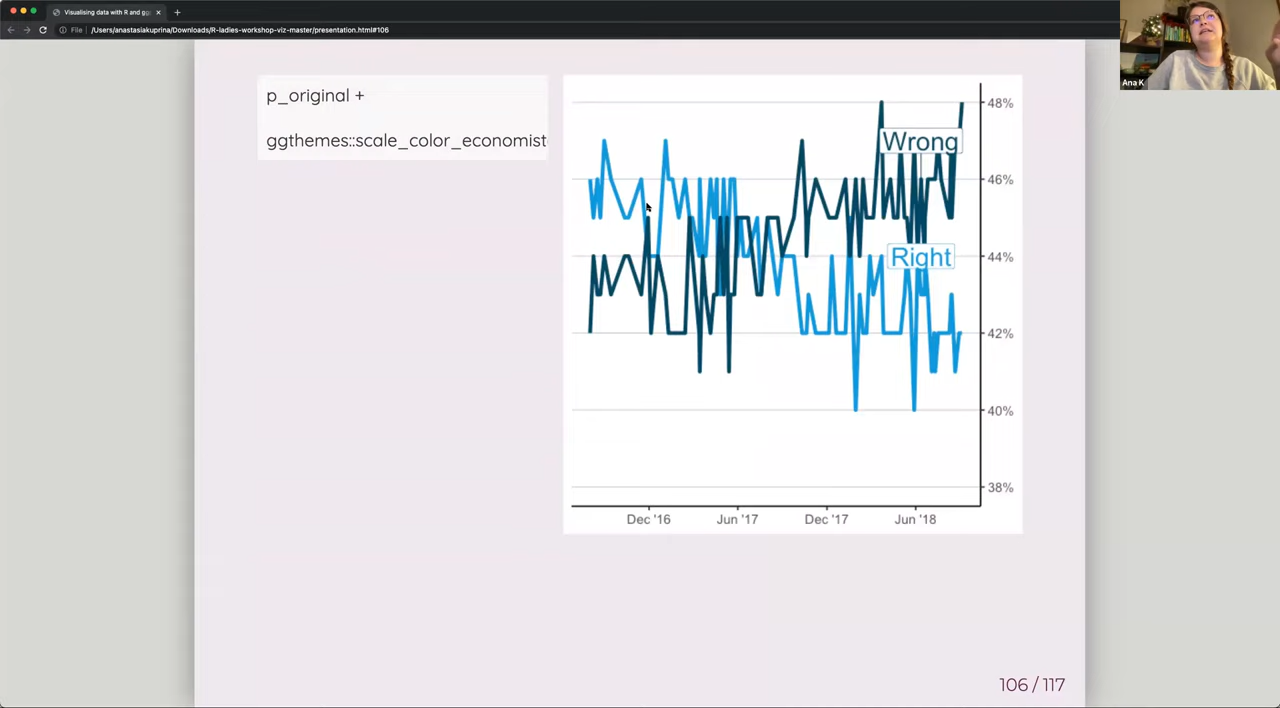 Visualising data with R and gg
File
/Users/anastasiakuprina/Downloads/R-ladies-workshop-viz-master/presentation.html#106
Ana K
p_original +
ggthemes::scale_color_economist
48%
Wrong
46%
Right
44%
42%
40%
38%
Dec '16
Jun '17
Dec '17
Jun '18
106 / 117